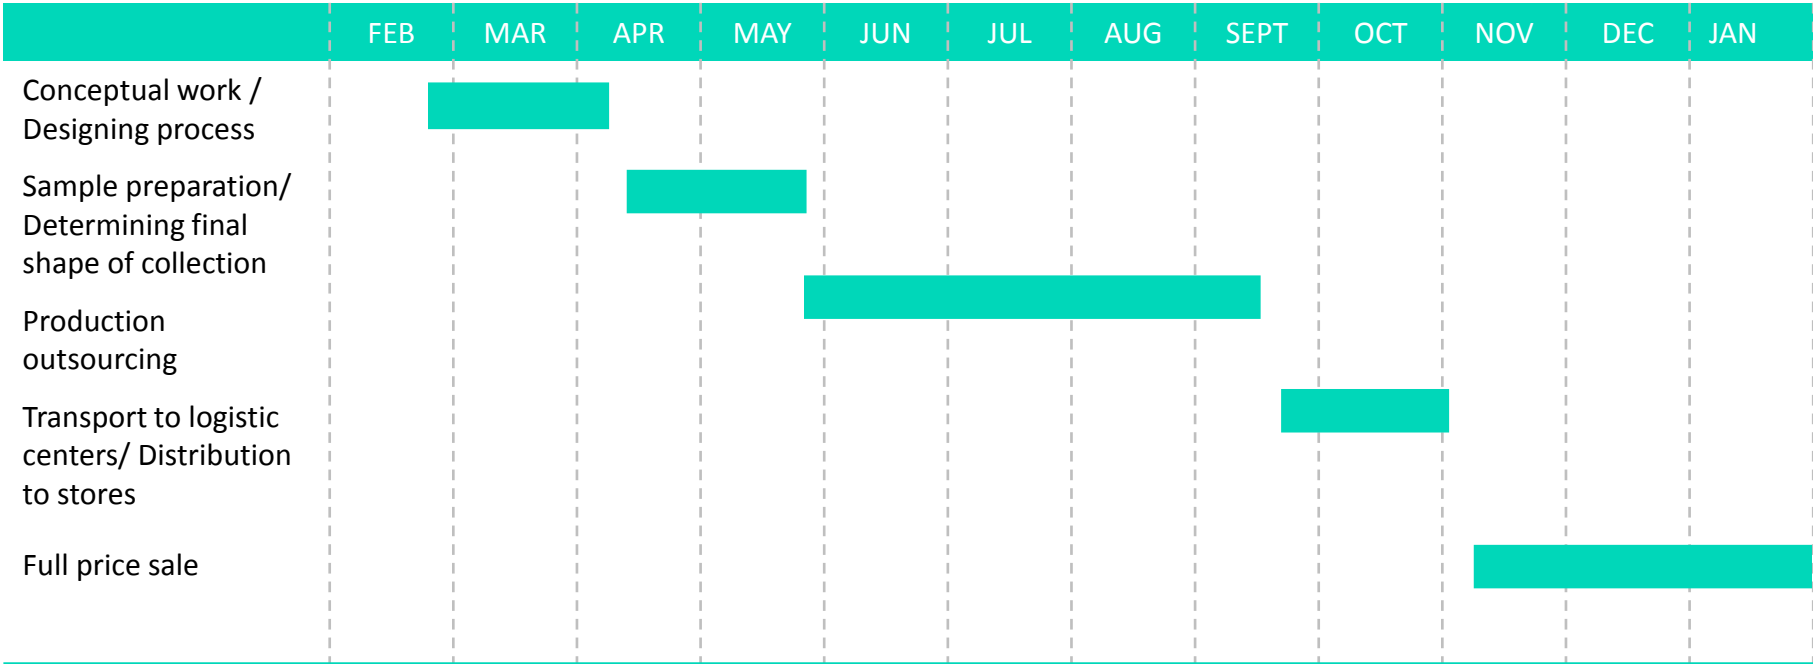 FEB MAR APR MAY JUN JUL AUG SEPT OCT NOV DEC JAN
Conceptual work /
Designing process
Sample preparation/
Determining final
shape of collection
Production
outsourcing
Transport to logistic
centers/ Distribution
to stores
Full price sale